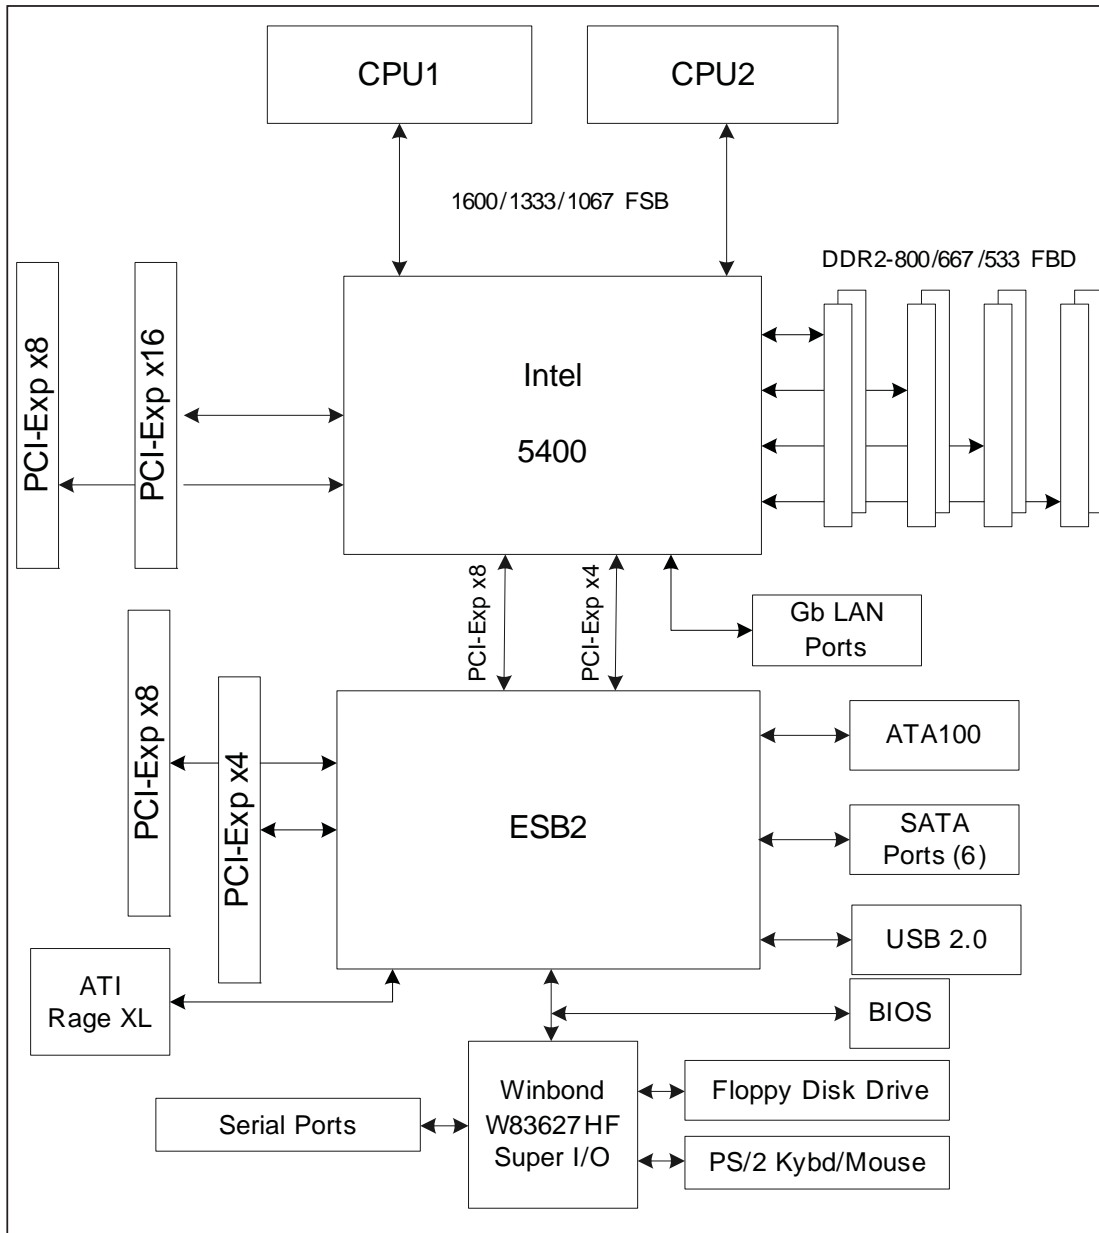 CPU1
CPU2
1600/1333/1067 FSB
DDR2-800/667/533 FBD
PCI-Exp x8
PCI-Exp x16
Intel
5400
PCI-Exp x8
PCI-Exp x4
Gb LAN
Ports
PCI-Exp x8
PCI-Exp x4
ESB2
ATA100
SATA
Ports (6)
USB 2.0
ATI
Rage XL
BIOS
Winbond
W83627HF
Super I/O
Floppy Disk Drive
Serial Ports
PS/2 Kybd/Mouse